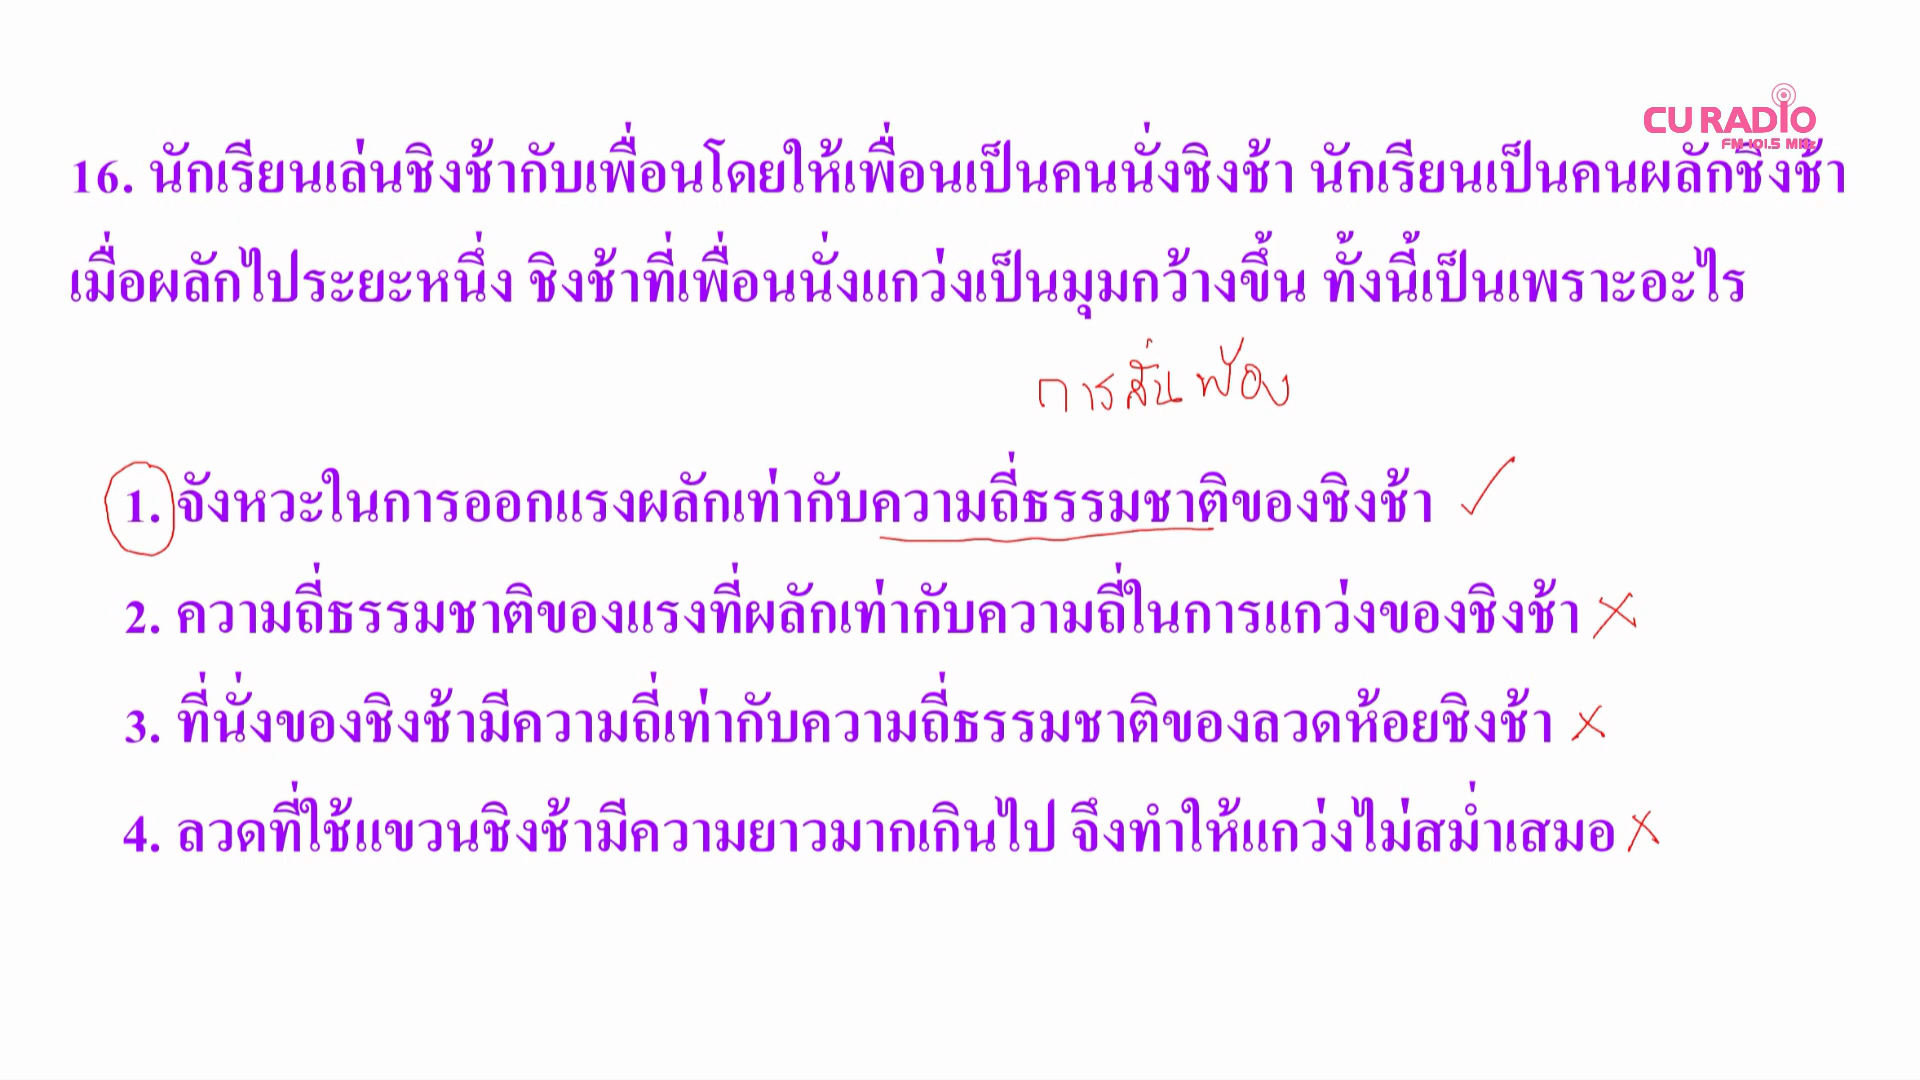 CU RADIO
FM 101.5 MHz
16. นักเรียนเล่นชิงช้ากับเพื่อนโดยให้เพื่อนเป็นคนนั่งชิงช้า นักเรียนเป็นคนผลักชิงช้า
เมื่อผลักไประยะหนึ่ง ชิงช้าที่เพื่อนนั่งแกว่งเป็นมุมกว้างขึ้น ทั้งนี้เป็นเพราะอะไร
การสั่นพ้อง
1. จังหวะในการออกแรงผลักเท่ากับความถี่ธรรมชาติของชิงช้า
2. ความถี่ธรรมชาติของแรงที่ผลักเท่ากับความถี่ในการแกว่งของชิงช้า
3. ที่นั่งของชิงช้ามีความถี่เท่ากับความถี่ธรรมชาติของลวดห้อยชิงช้า
4. ลวดที่ใช้แขวนชิงช้ามีความยาวมากเกินไป จึงทำให้แกว่งไม่สม่ำเสมอ